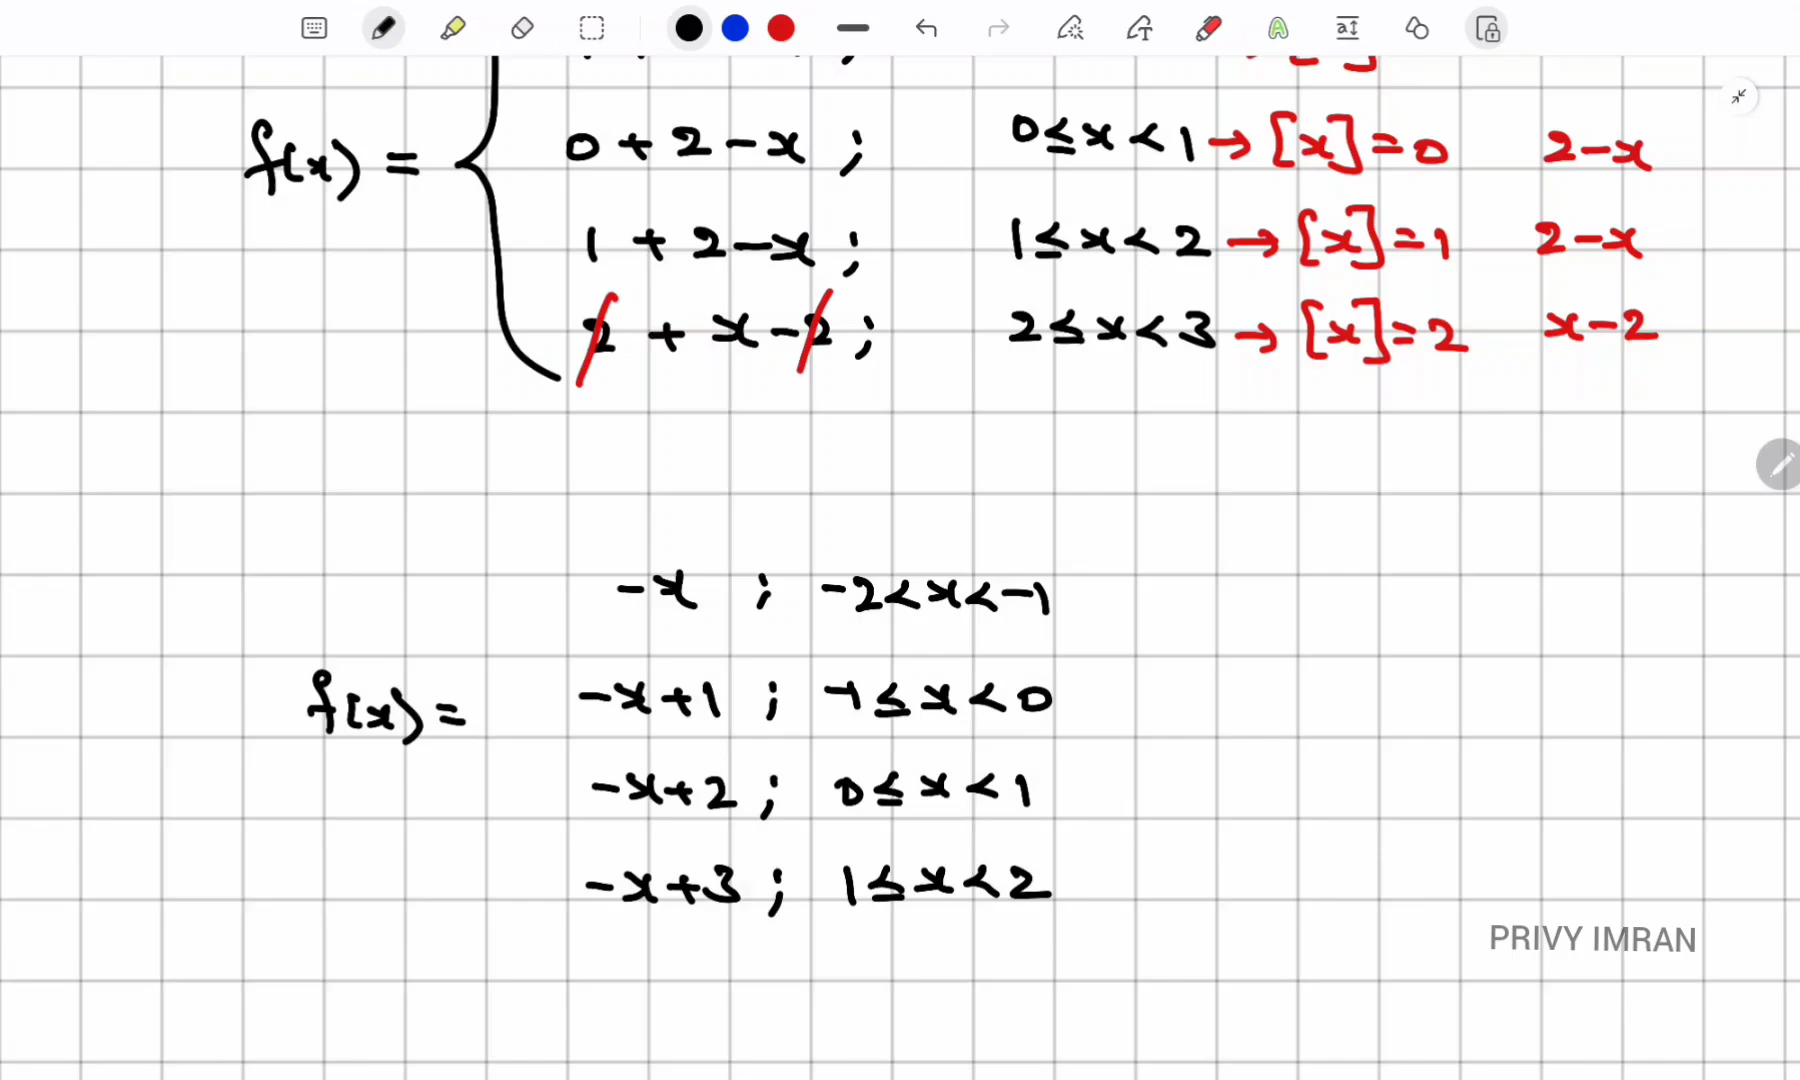 f(x) =
0 + 2 - x ; 0 ≤ x < 1 → [x] = 0 2 - x
1 + 2 - x ; 1 ≤ x < 2 → [x] = 1 2 - x
2 + x - 2 ; 2 ≤ x < 3 → [x] = 2 x - 2
-x ; -2 < x < -1
f(x) =
-x + 1 ; -1 ≤ x < 0
-x + 2 ; 0 ≤ x < 1
-x + 3 ; 1 ≤ x < 2
PRIVY IMRAN